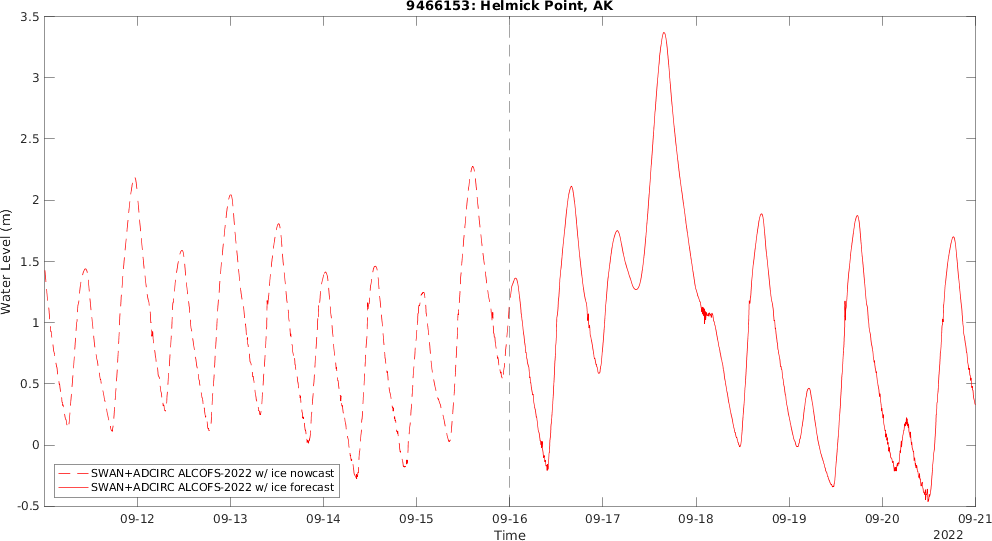 9466153: Helmick Point, AK
3.5
3
2.5
2
1.5
1
0.5
0
-0.5
Water Level (m)
SWAN+ADCIRC ALCOFS-2022 w/ ice nowcast
SWAN+ADCIRC ALCOFS-2022 w/ ice forecast
09-12 09-13 09-14 09-15 09-16 09-17 09-18 09-19 09-20 09-21
Time
2022